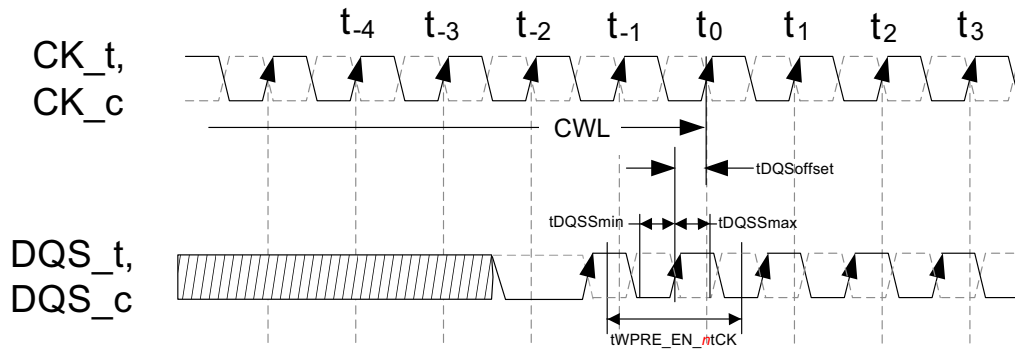 t-4 t-3 t-2 t-1 t0 t1 t2 t3
CK_t,
CK_c
CWL
tDQSoffset
tDQSSmin tDQSSmax
DQS_t,
DQS_c
tWPRE_EN_ntCK